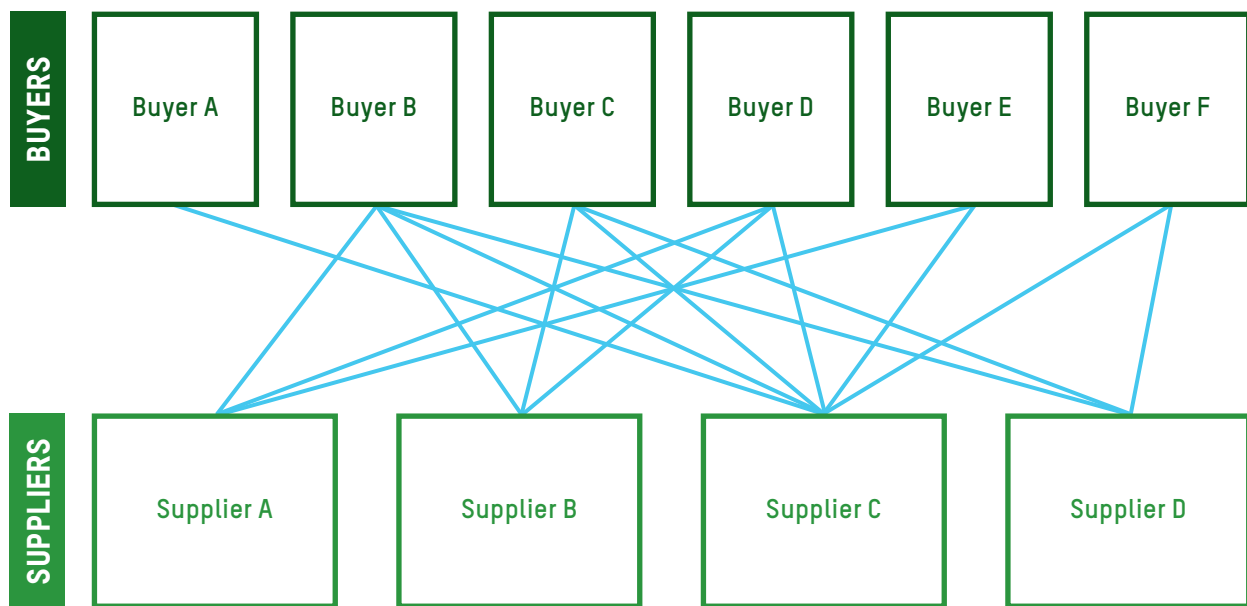 BUYERS
Buyer A
Buyer B
Buyer C
Buyer D
Buyer E
Buyer F
SUPPLIERS
Supplier A
Supplier B
Supplier C
Supplier D